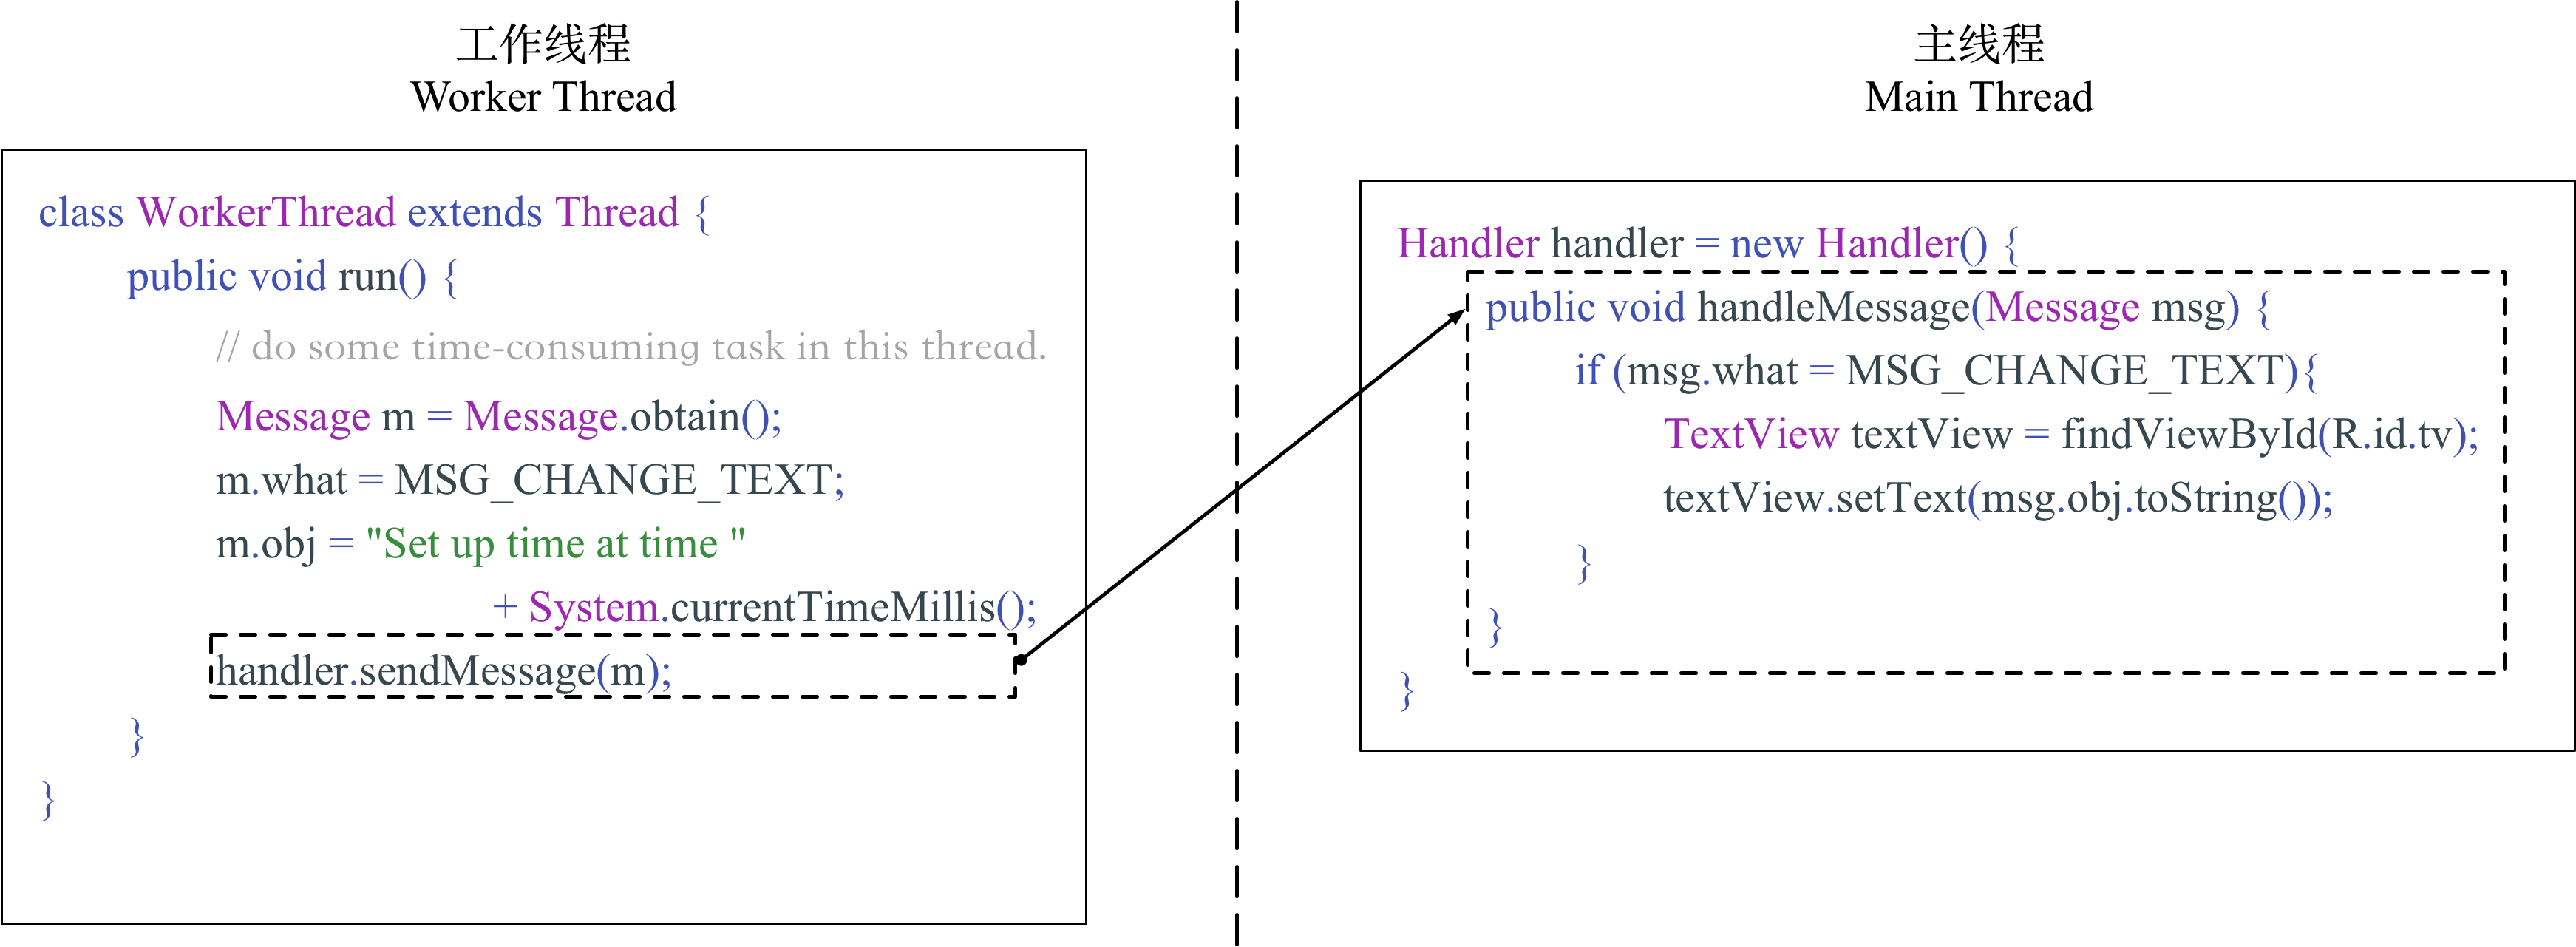 工作线程
Worker Thread
class WorkerThread extends Thread {
public void run() {
// do some time-consuming task in this thread.
Message m = Message.obtain();
m.what = MSG_CHANGE_TEXT;
m.obj = "Set up time at time "
+ System.currentTimeMillis();
handler.sendMessage(m);
}
}
主线程
Main Thread
Handler handler = new Handler() {
public void handleMessage(Message msg) {
if (msg.what = MSG_CHANGE_TEXT){
TextView textView = findViewById(R.id.tv);
textView.setText(msg.obj.toString());
}
}
}